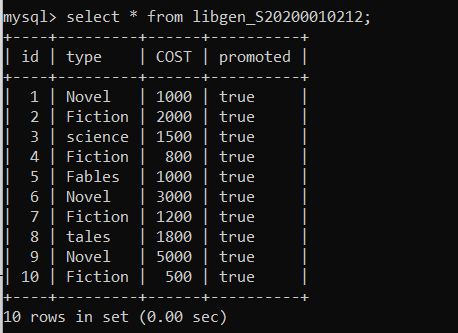 mysql> select * from libgen_S20200010212;
+----+---------+------+----------+
| id | type    | COST | promoted |
+----+---------+------+----------+
|  1 | Novel   | 1000 | true     |
|  2 | Fiction | 2000 | true     |
|  3 | science | 1500 | true     |
|  4 | Fiction |  800 | true     |
|  5 | Fables  | 1000 | true     |
|  6 | Novel   | 3000 | true     |
|  7 | Fiction | 1200 | true     |
|  8 | tales   | 1800 | true     |
|  9 | Novel   | 5000 | true     |
| 10 | Fiction |  500 | true     |
+----+---------+------+----------+
10 rows in set (0.00 sec)